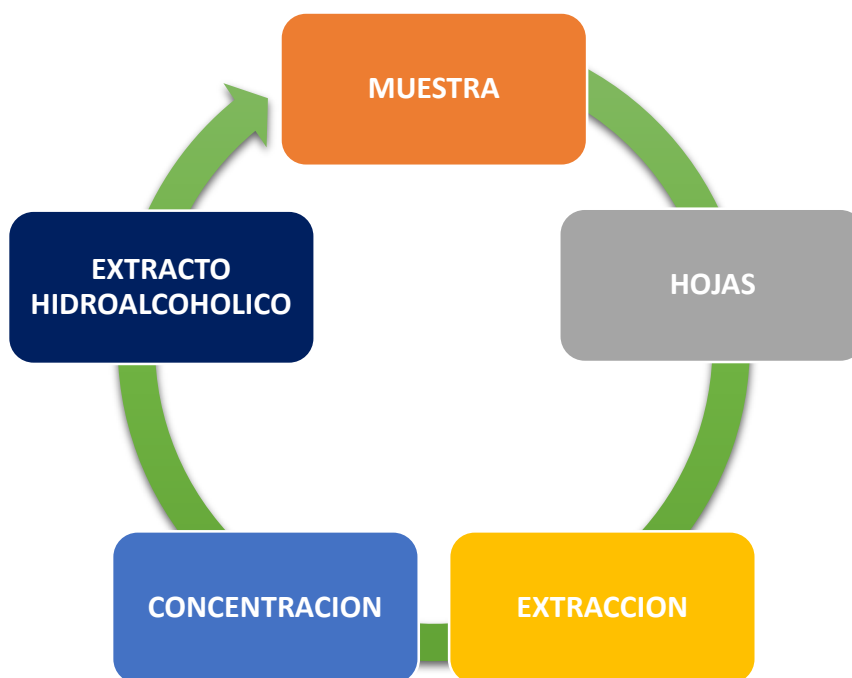 MUESTRA
HOJAS
EXTRACCION
CONCENTRACION
EXTRACTO
HIDROALCOHOLICO